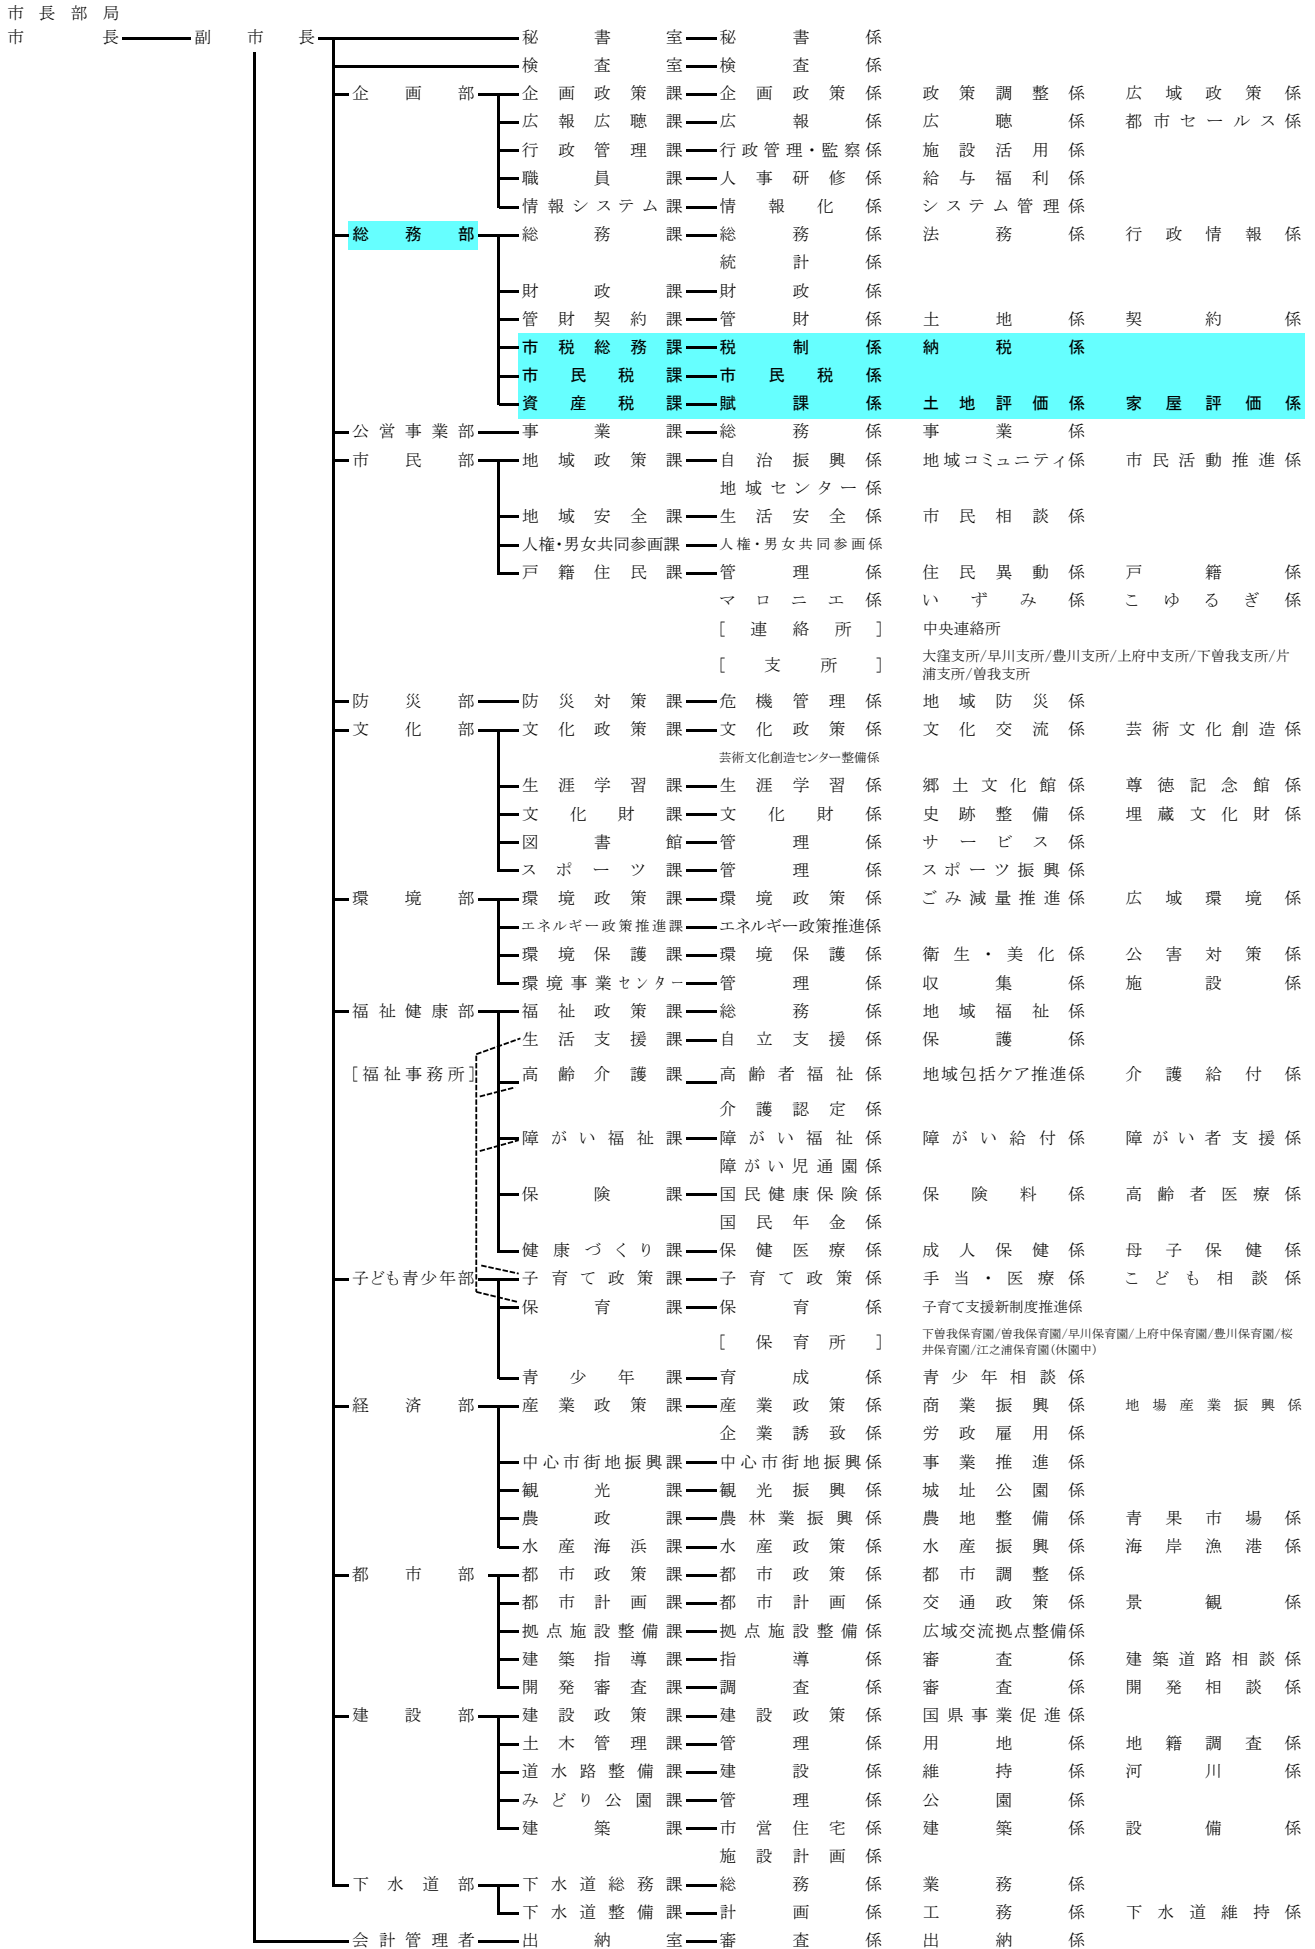 市長部局
市長 副市長 秘書室 秘書係
検査室 検査係
企画部 企画政策課 企画政策係 政策調整係 広域政策係
広報広聴課 広報係 広聴係 都市セールス係
行政管理課 行政管理・監察係 施設活用係
職員課 人事研修係 給与福利係
情報システム課 情報化係 システム管理係
総務部 総務課 総務係 法務係 行政情報係
統計係
財政課 財政係
管財契約課 管財係 土地係 契約係
市税総務課 税制係 納税係
市民税課 市民税係
資産税課 賦課係 土地評価係 家屋評価係
公営事業部 事業課 総務係 事業係
市民部 地域政策課 自治振興係 地域コミュニティ係 市民活動推進係
地域センター係
地域安全課 生活安全係 市民相談係
人権・男女共同参画課 人権・男女共同参画係
戸籍住民課 管理係 住民異動係 戸籍係
マロニエ係 いずみ係 こゆるぎ係
[連絡所] 中央連絡所
[支所] 大窪支所/早川支所/豊川支所/上府中支所/下曽我支所/片
浦支所/曽我支所
防災部 防災対策課 危機管理係 地域防災係
文化部 文化政策課 文化政策係 文化交流係 芸術文化創造係
芸術文化創造センター整備係
生涯学習課 生涯学習係 郷土文化館係 尊徳記念館係
文化財課 文化財係 史跡整備係 埋蔵文化財係
図書館 管理係 サービス係
スポーツ課 管理係 スポーツ振興係
環境部 環境政策課 環境政策係 ごみ減量推進係 広域環境係
エネルギー政策推進課 エネルギー政策推進係
環境保護課 環境保護係 衛生・美化係 公害対策係
環境事業センター 管理係 収集係 施設係
福祉健康部 福祉政策課 総務係 地域福祉係
生活支援課 自立支援係 保護係
[福祉事務所] 高齢介護課 高齢者福祉係 地域包括ケア推進係 介護給付係
介護認定係
障がい福祉課 障がい福祉係 障がい給付係 障がい者支援係
障がい児通園係
保険課 国民健康保険係 保険料係 高齢者医療係
国民年金係
健康づくり課 保健医療係 成人保健係 母子保健係
子ども青少年部 子育て政策課 子育て政策係 手当・医療係 こども相談係
保育課 保育係 子育て支援新制度推進係
[保育所] 下曽我保育園/曽我保育園/早川保育園/上府中保育園/豊川保育園/桜
井保育園/江之浦保育園(休園中)
青少年課 育成係 青少年相談係
経済部 産業政策課 産業政策係 商業振興係 地場産業振興係
企業誘致係 労政雇用係
中心市街地振興課 中心市街地振興係 事業推進係
観光課 観光振興係 城址公園係
農政課 農林業振興係 農地整備係 青果市場係
水産海浜課 水産政策係 水産振興係 海岸漁港係
都市部 都市政策課 都市政策係 都市調整係
都市計画課 都市計画係 交通政策係 景観係
拠点施設整備課 拠点施設整備係 広域交流拠点整備係
建築指導課 指導係 審査係 建築道路相談係
開発審査課 調査係 審査係 開発相談係
建設部 建設政策課 建設政策係 国県事業促進係
土木管理課 管理係 用地係 地籍調査係
道水路整備課 建設係 維持係 河川係
みどり公園課 管理係 公園係
建築課 市営住宅係 建築係 設備係
施設計画係
下水道部 下水道総務課 総務係 業務係
下水道整備課 計画係 工務係 下水道維持係
会計管理者 出納室 審査係 出納係